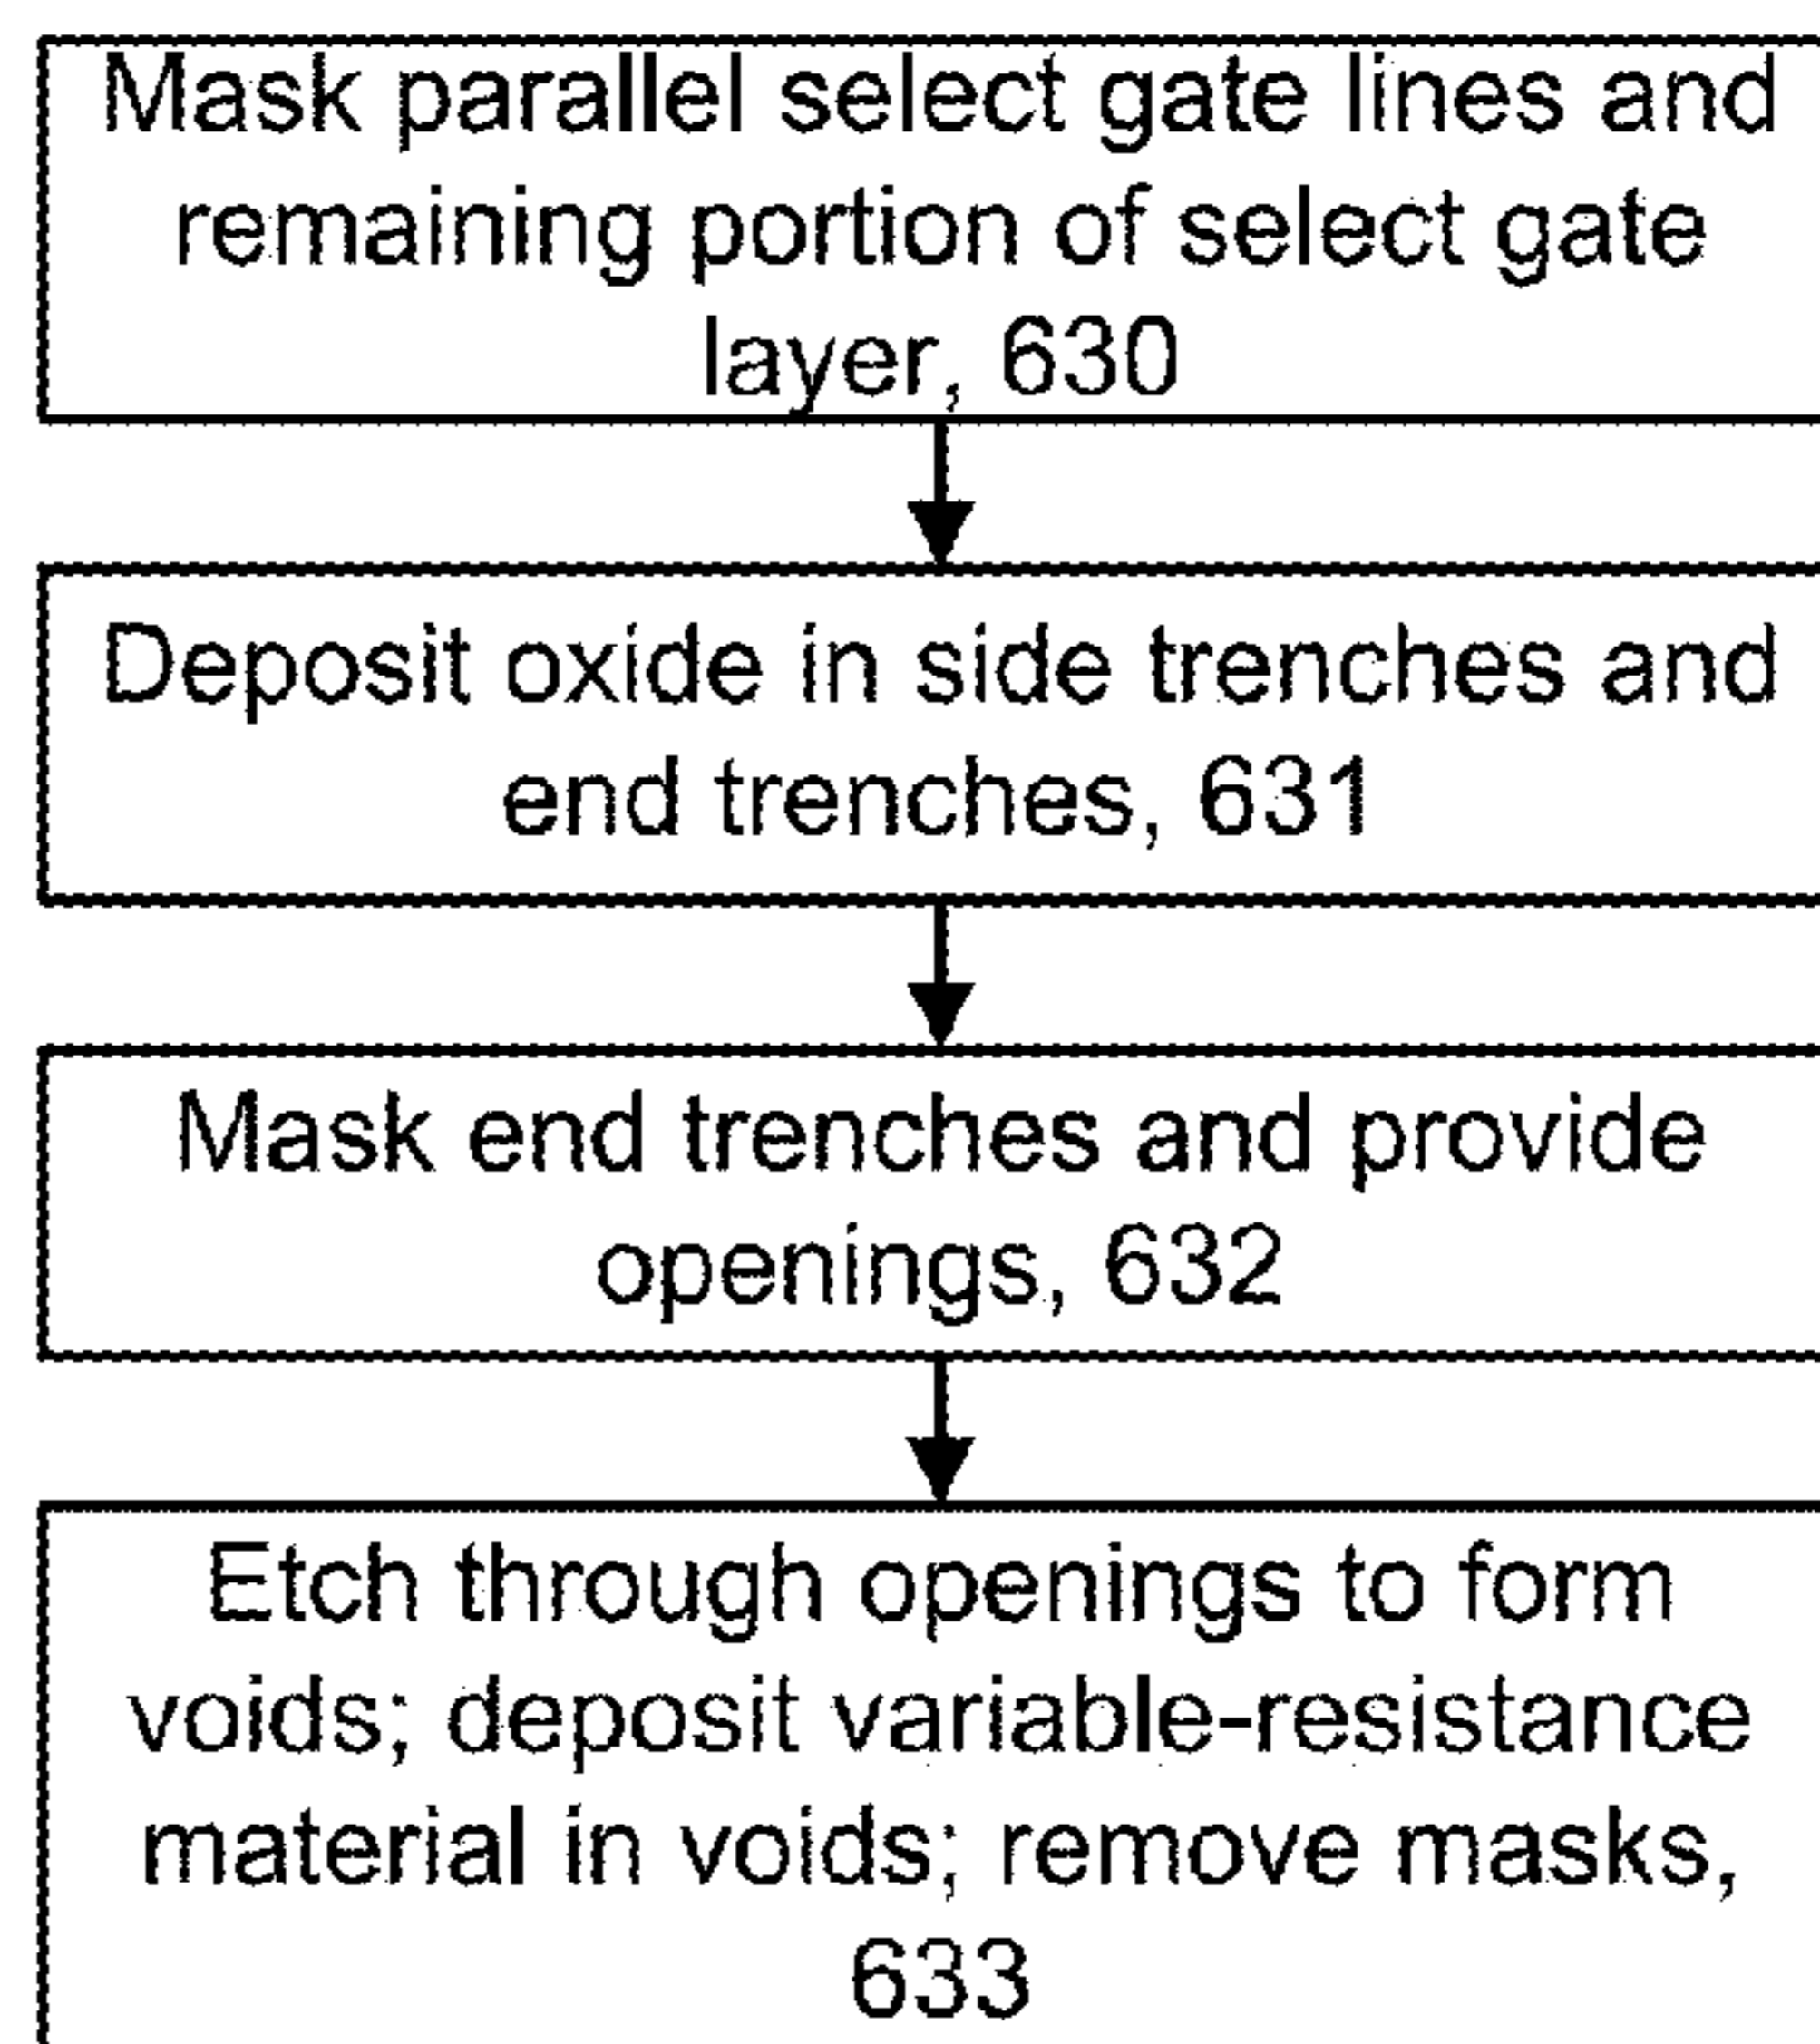 Mask parallel select gate lines and
remaining portion of select gate
layer, 630
Deposit oxide in side trenches and
end trenches, 631
Mask end trenches and provide
openings, 632
Etch through openings to form
voids; deposit variable-resistance
material in voids; remove masks,
633